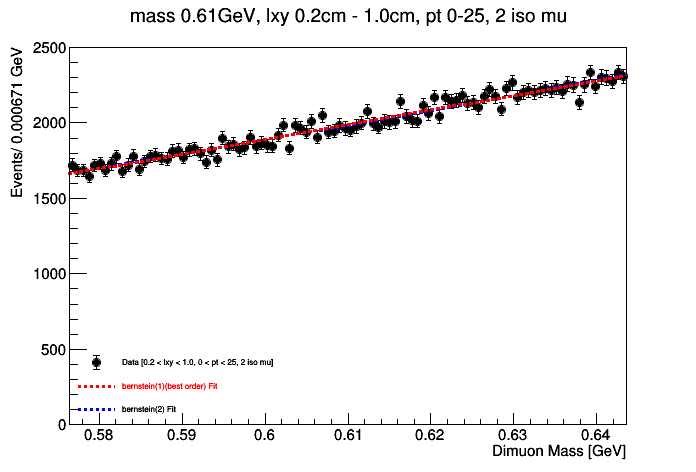 mass 0.61GeV, lxy 0.2cm - 1.0cm, pt 0-25, 2 iso mu
Events/ 0.000671 GeV
2500
2000
1500
1000
500
0
Data [0.2 < lxy < 1.0, 0 < pt < 25, 2 iso mu]
bernstein(1)(best order) Fit
bernstein(2) Fit
0.58 0.59 0.6 0.61 0.62 0.63 0.64
Dimuon Mass [GeV]